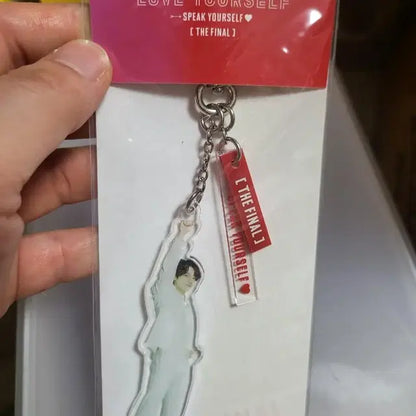 LOVE YOURSELF
SPEAK YOURSELF♥
[ THE FINAL ]
[ THE FINAL ]
SPEAK YOURSELF♥